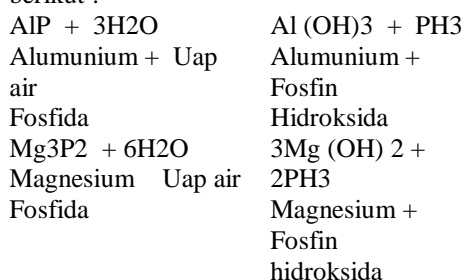 berikut :
AlP + 3H2O Al (OH)3 + PH3
Alumunium + Uap Alumunium +
air Fosfin
Fosfida Hidroksida
Mg3P2 + 6H2O 3Mg (OH) 2 +
Magnesium Uap air 2PH3
Fosfida Magnesium +
Fosfin
hidroksida